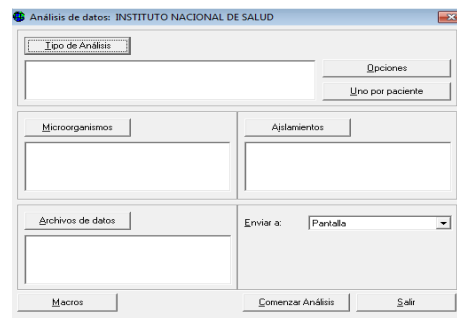 Análisis de datos: INSTITUTO NACIONAL DE SALUD
Tipo de Análisis
Opciones
Uno por paciente
Microorganismos
Aislamientos
Archivos de datos
Enviar a: Pantalla
Macros
Comenzar Análisis
Salir